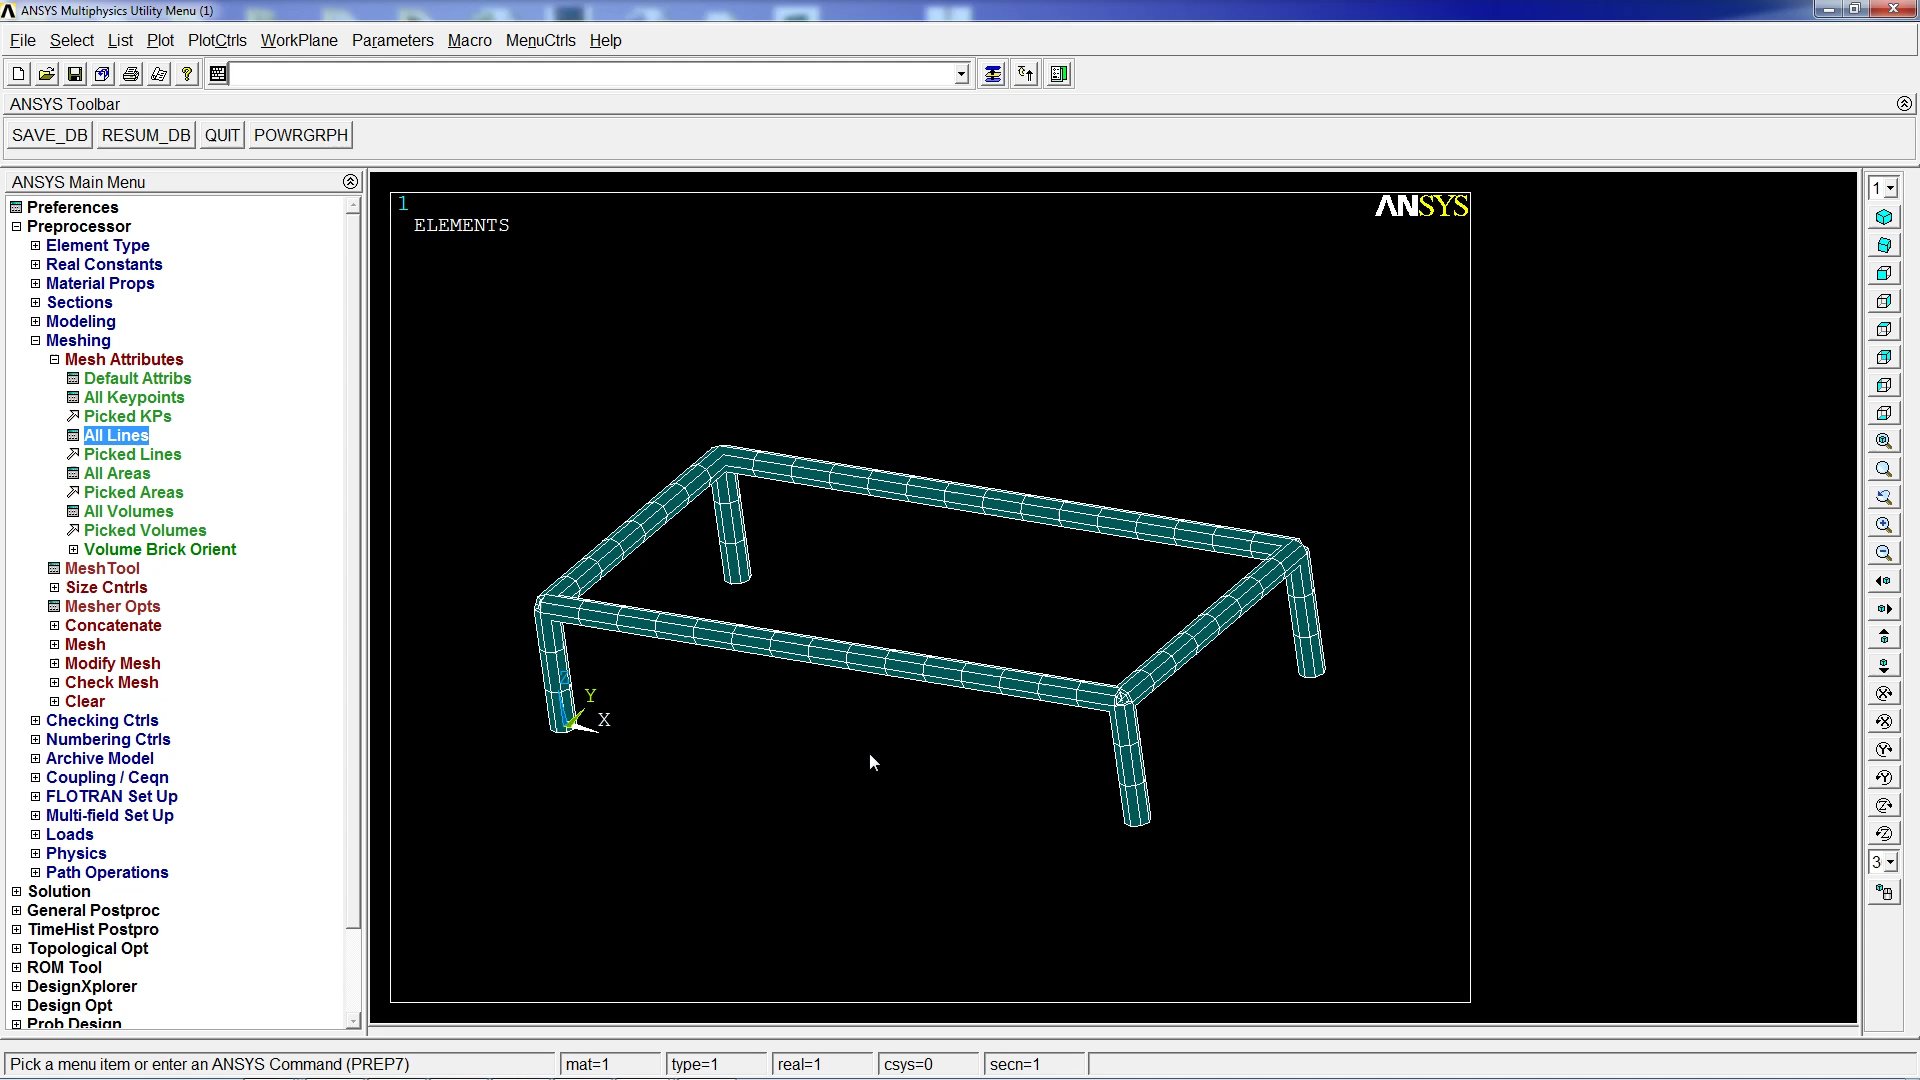 ANSYS Multiphysics Utility Menu (1)
File Select List Plot PlotCtrls WorkPlane Parameters Macro MenuCtrls Help
ANSYS Toolbar
SAVE_DB RESUM_DB QUIT POWRGRPH
ANSYS Main Menu
Preferences
Preprocessor
Element Type
Real Constants
Material Props
Sections
Modeling
Meshing
Mesh Attributes
Default Attribs
All Keypoints
Picked KPs
All Lines
Picked Lines
All Areas
Picked Areas
All Volumes
Picked Volumes
Volume Brick Orient
MeshTool
Size Cntrls
Mesher Opts
Concatenate
Mesh
Modify Mesh
Check Mesh
Clear
Checking Ctrls
Numbering Ctrls
Archive Model
Coupling / Ceqn
FLOTRAN Set Up
Multi-field Set Up
Loads
Physics
Path Operations
Solution
General Postproc
TimeHist Postpro
Topological Opt
ROM Tool
DesignXplorer
Design Opt
Prob Design
1
ELEMENTS
ANSYS
Z
Y
X
1
3
Pick a menu item or enter an ANSYS Command (PREP7) mat=1 type=1 real=1 csys=0 secn=1